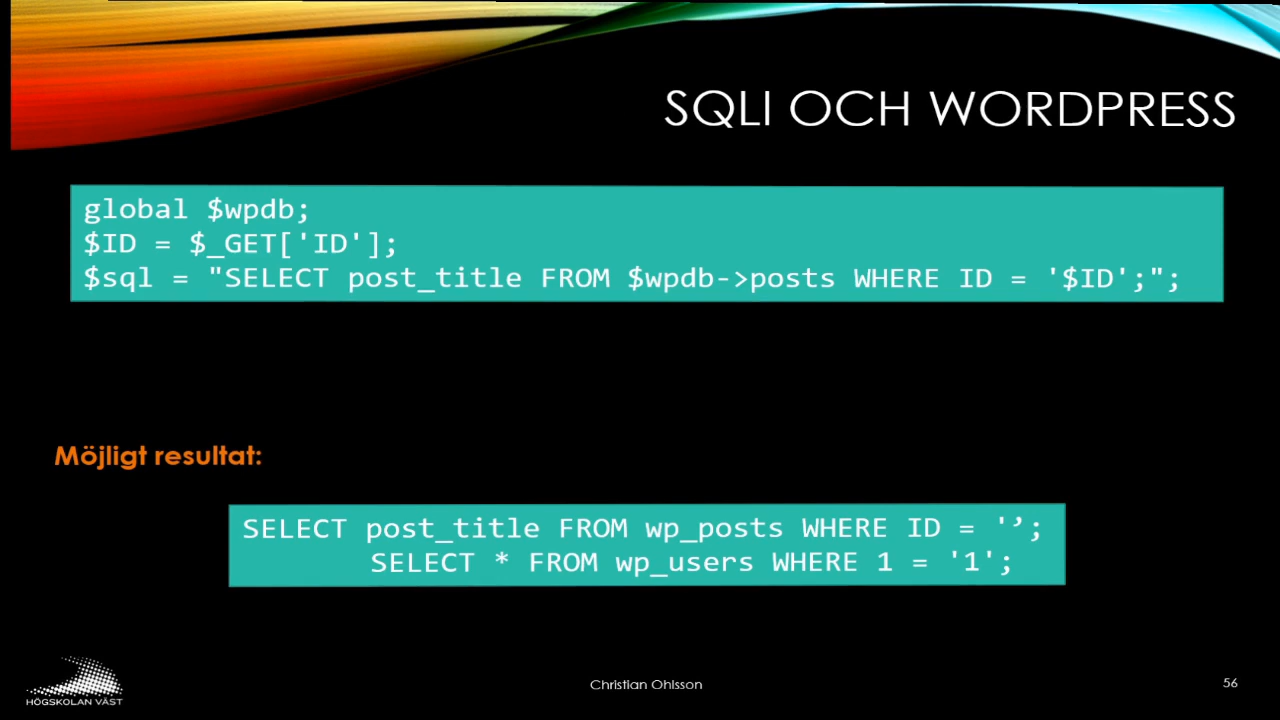 SQLI OCH WORDPRESS
global $wpdb;
$ID = $_GET['ID'];
$sql = "SELECT post_title FROM $wpdb->posts WHERE ID = '$ID';";
Möjligt resultat:
SELECT post_title FROM wp_posts WHERE ID = '’;
SELECT * FROM wp_users WHERE 1 = '1';
HÖGSKOLAN VÄST
Christian Ohlsson
56